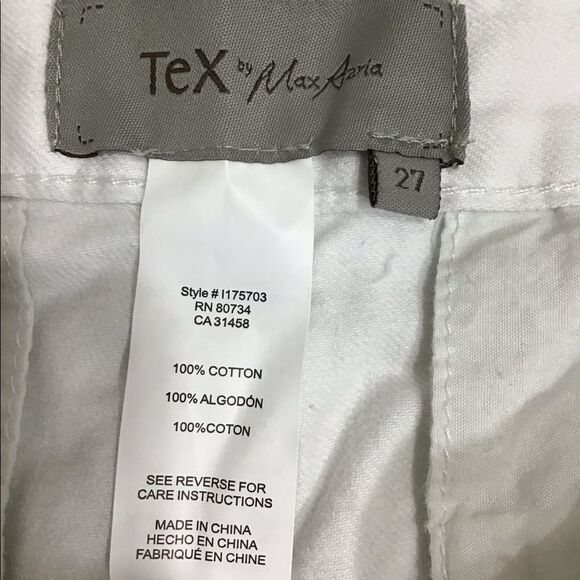 TeX by Max Azria
27
Style # I175703
RN 80734
CA 31458
100% COTTON
100% ALGODÓN
100%COTON
SEE REVERSE FOR
CARE INSTRUCTIONS
MADE IN CHINA
HECHO EN CHINA
FABRIQUÉ EN CHINE